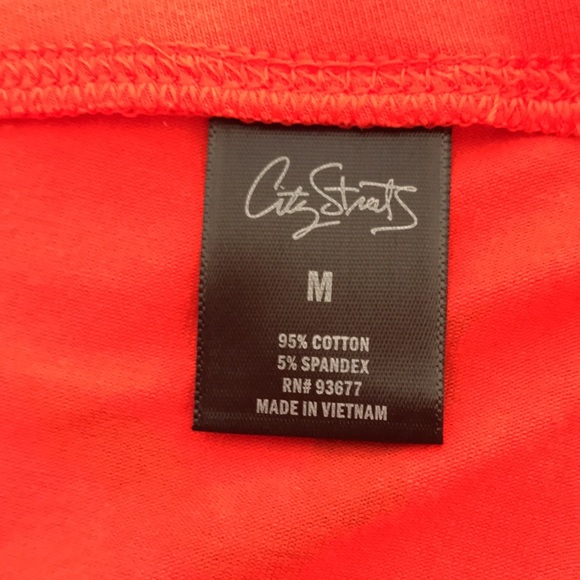 City Streets
M
95% COTTON
5% SPANDEX
RN# 93677
MADE IN VIETNAM